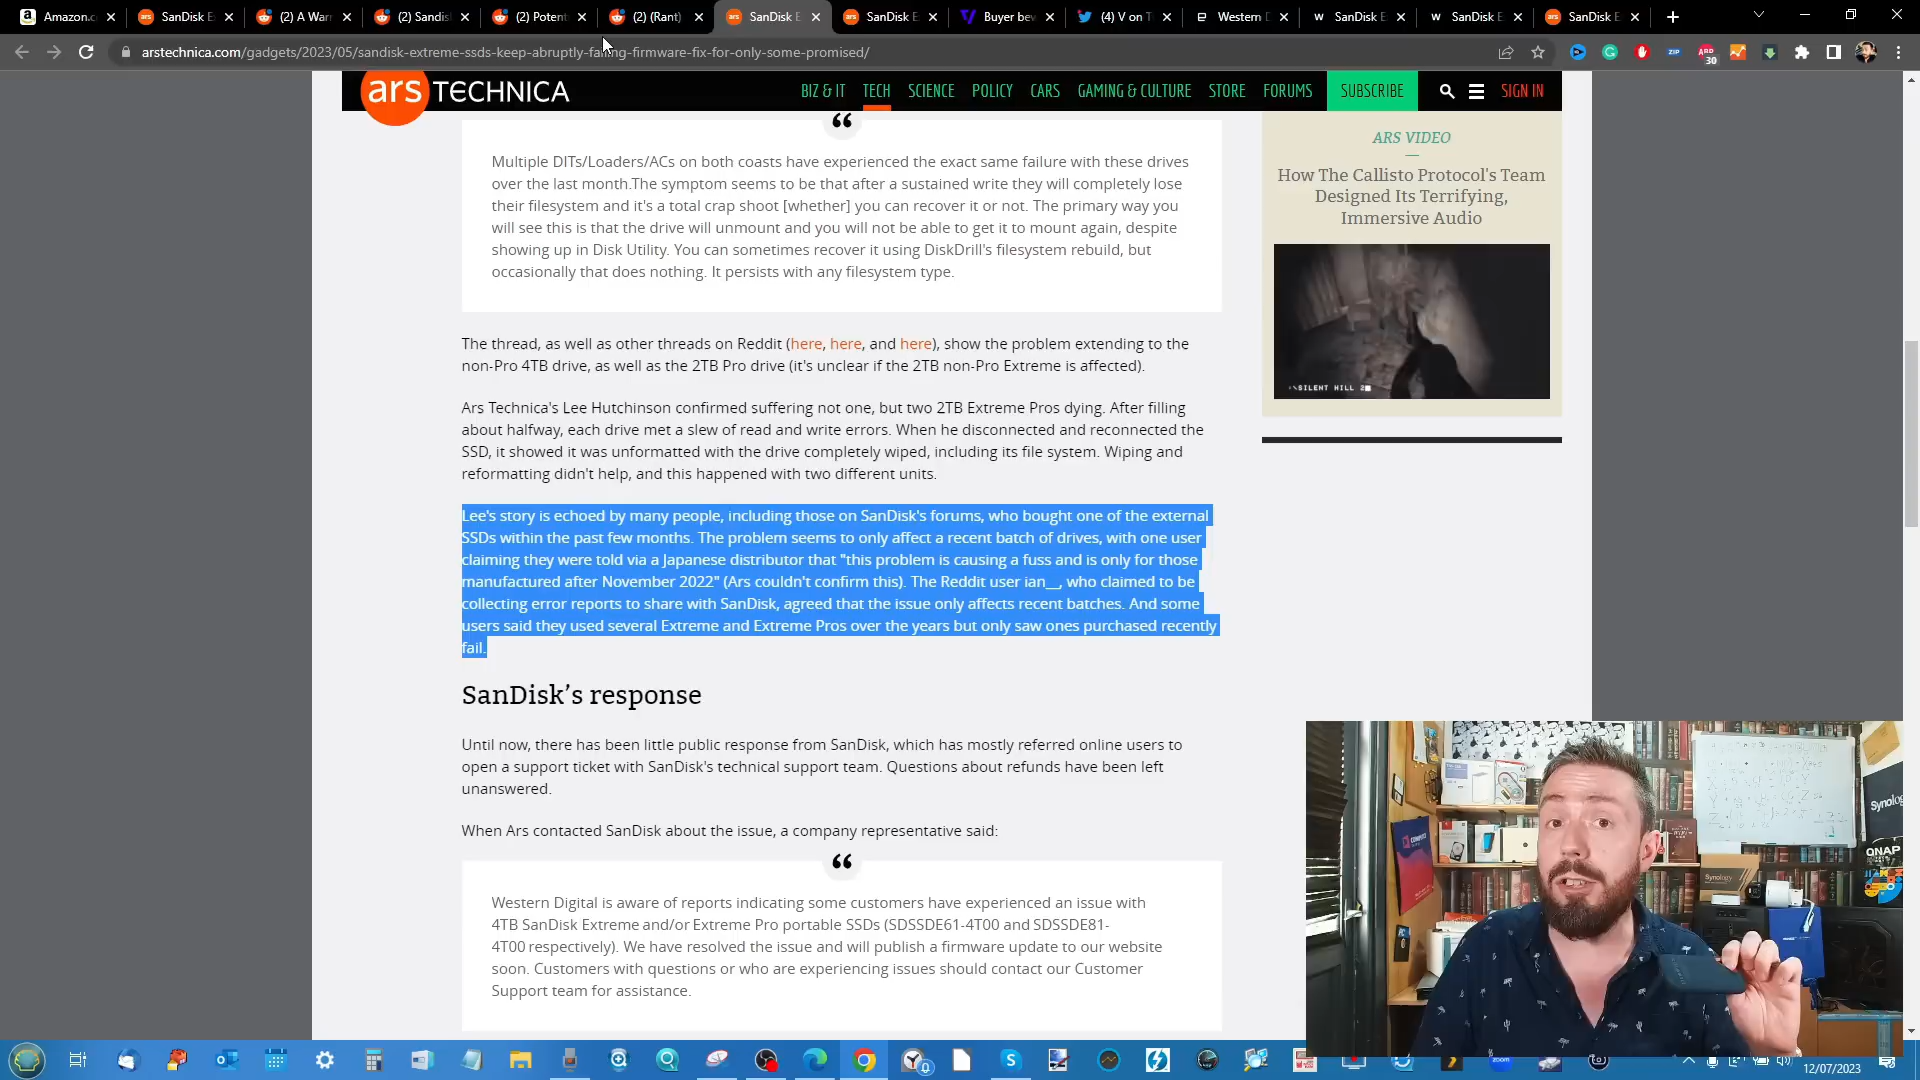 Amazon.c
SanDisk E
(2) A War
(2) Sandis
(2) Potent
(2) (Rant)
SanDisk E
SanDisk E
Buyer bew
(4) V on T
Western D
SanDisk E
SanDisk E
SanDisk E
arstechnica.com/gadgets/2023/05/sandisk-extreme-ssds-keep-abruptly-failing-firmware-fix-for-only-some-promised/
ars TECHNICA
BIZ & IT TECH SCIENCE POLICY CARS GAMING & CULTURE STORE FORUMS SUBSCRIBE SIGN IN
Multiple DITs/Loaders/ACs on both coasts have experienced the exact same failure with these drives
over the last month.The symptom seems to be that after a sustained write they will completely lose
their filesystem and it's a total crap shoot [whether] you can recover it or not. The primary way you
will see this is that the drive will unmount and you will not be able to get it to mount again, despite
showing up in Disk Utility. You can sometimes recover it using DiskDrill's filesystem rebuild, but
occasionally that does nothing. It persists with any filesystem type.
The thread, as well as other threads on Reddit (here, here, and here), show the problem extending to the
non-Pro 4TB drive, as well as the 2TB Pro drive (it's unclear if the 2TB non-Pro Extreme is affected).
Ars Technica's Lee Hutchinson confirmed suffering not one, but two 2TB Extreme Pros dying. After filling
about halfway, each drive met a slew of read and write errors. When he disconnected and reconnected the
SSD, it showed it was unformatted with the drive completely wiped, including its file system. Wiping and
reformatting didn't help, and this happened with two different units.
Lee's story is echoed by many people, including those on SanDisk's forums, who bought one of the external
SSDs within the past few months. The problem seems to only affect a recent batch of drives, with one user
claiming they were told via a Japanese distributor that "this problem is causing a fuss and is only for those
manufactured after November 2022" (Ars couldn't confirm this). The Reddit user ian__, who claimed to be
collecting error reports to share with SanDisk, agreed that the issue only affects recent batches. And some
users said they used several Extreme and Extreme Pros over the years but only saw ones purchased recently
fail.
SanDisk's response
Until now, there has been little public response from SanDisk, which has mostly referred online users to
open a support ticket with SanDisk's technical support team. Questions about refunds have been left
unanswered.
When Ars contacted SanDisk about the issue, a company representative said:
Western Digital is aware of reports indicating some customers have experienced an issue with
4TB SanDisk Extreme and/or Extreme Pro portable SSDs (SDSSDE61-4T00 and SDSSDE81-
4T00 respectively). We have resolved the issue and will publish a firmware update to our website
soon. Customers with questions or who are experiencing issues should contact our Customer
Support team for assistance.
ARS VIDEO
How The Callisto Protocol's Team
Designed Its Terrifying,
Immersive Audio
SILENT HILL 2
Synology
QNAP
Synology
12/07/2023